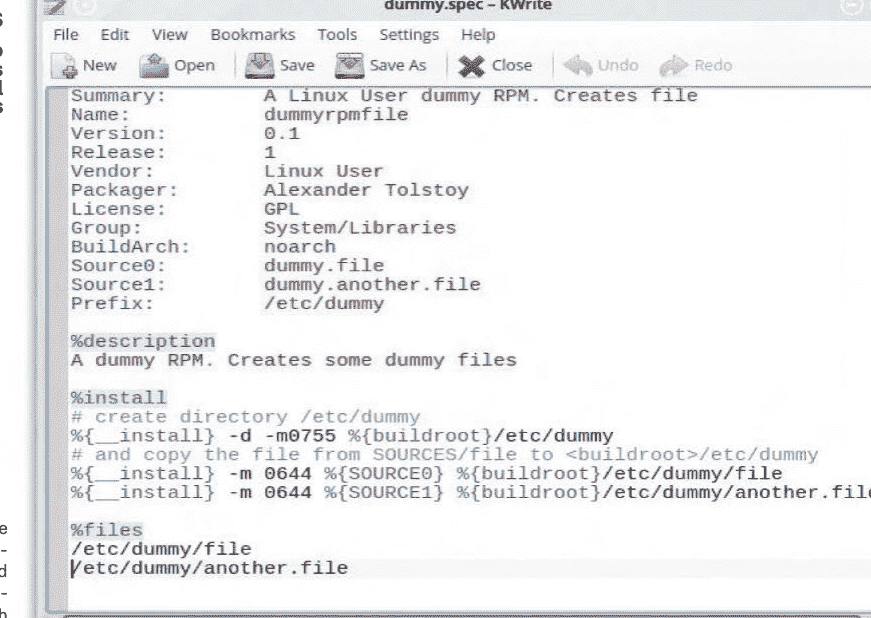 dummy.spec – KWrite
File Edit View Bookmarks Tools Settings Help
New Open Save Save As Close Undo Redo
Summary: A Linux User dummy RPM. Creates file
Name: dummyrpmfile
Version: 0.1
Release: 1
Vendor: Linux User
Packager: Alexander Tolstoy
License: GPL
Group: System/Libraries
BuildArch: noarch
Source0: dummy.file
Source1: dummy.another.file
Prefix: /etc/dummy
%description
A dummy RPM. Creates some dummy files
%install
# create directory /etc/dummy
%{__install} -d -m0755 %{buildroot}/etc/dummy
# and copy the file from SOURCES/file to <buildroot>/etc/dummy
%{__install} -m 0644 %{SOURCE0} %{buildroot}/etc/dummy/file
%{__install} -m 0644 %{SOURCE1} %{buildroot}/etc/dummy/another.file
%files
/etc/dummy/file
/etc/dummy/another.file